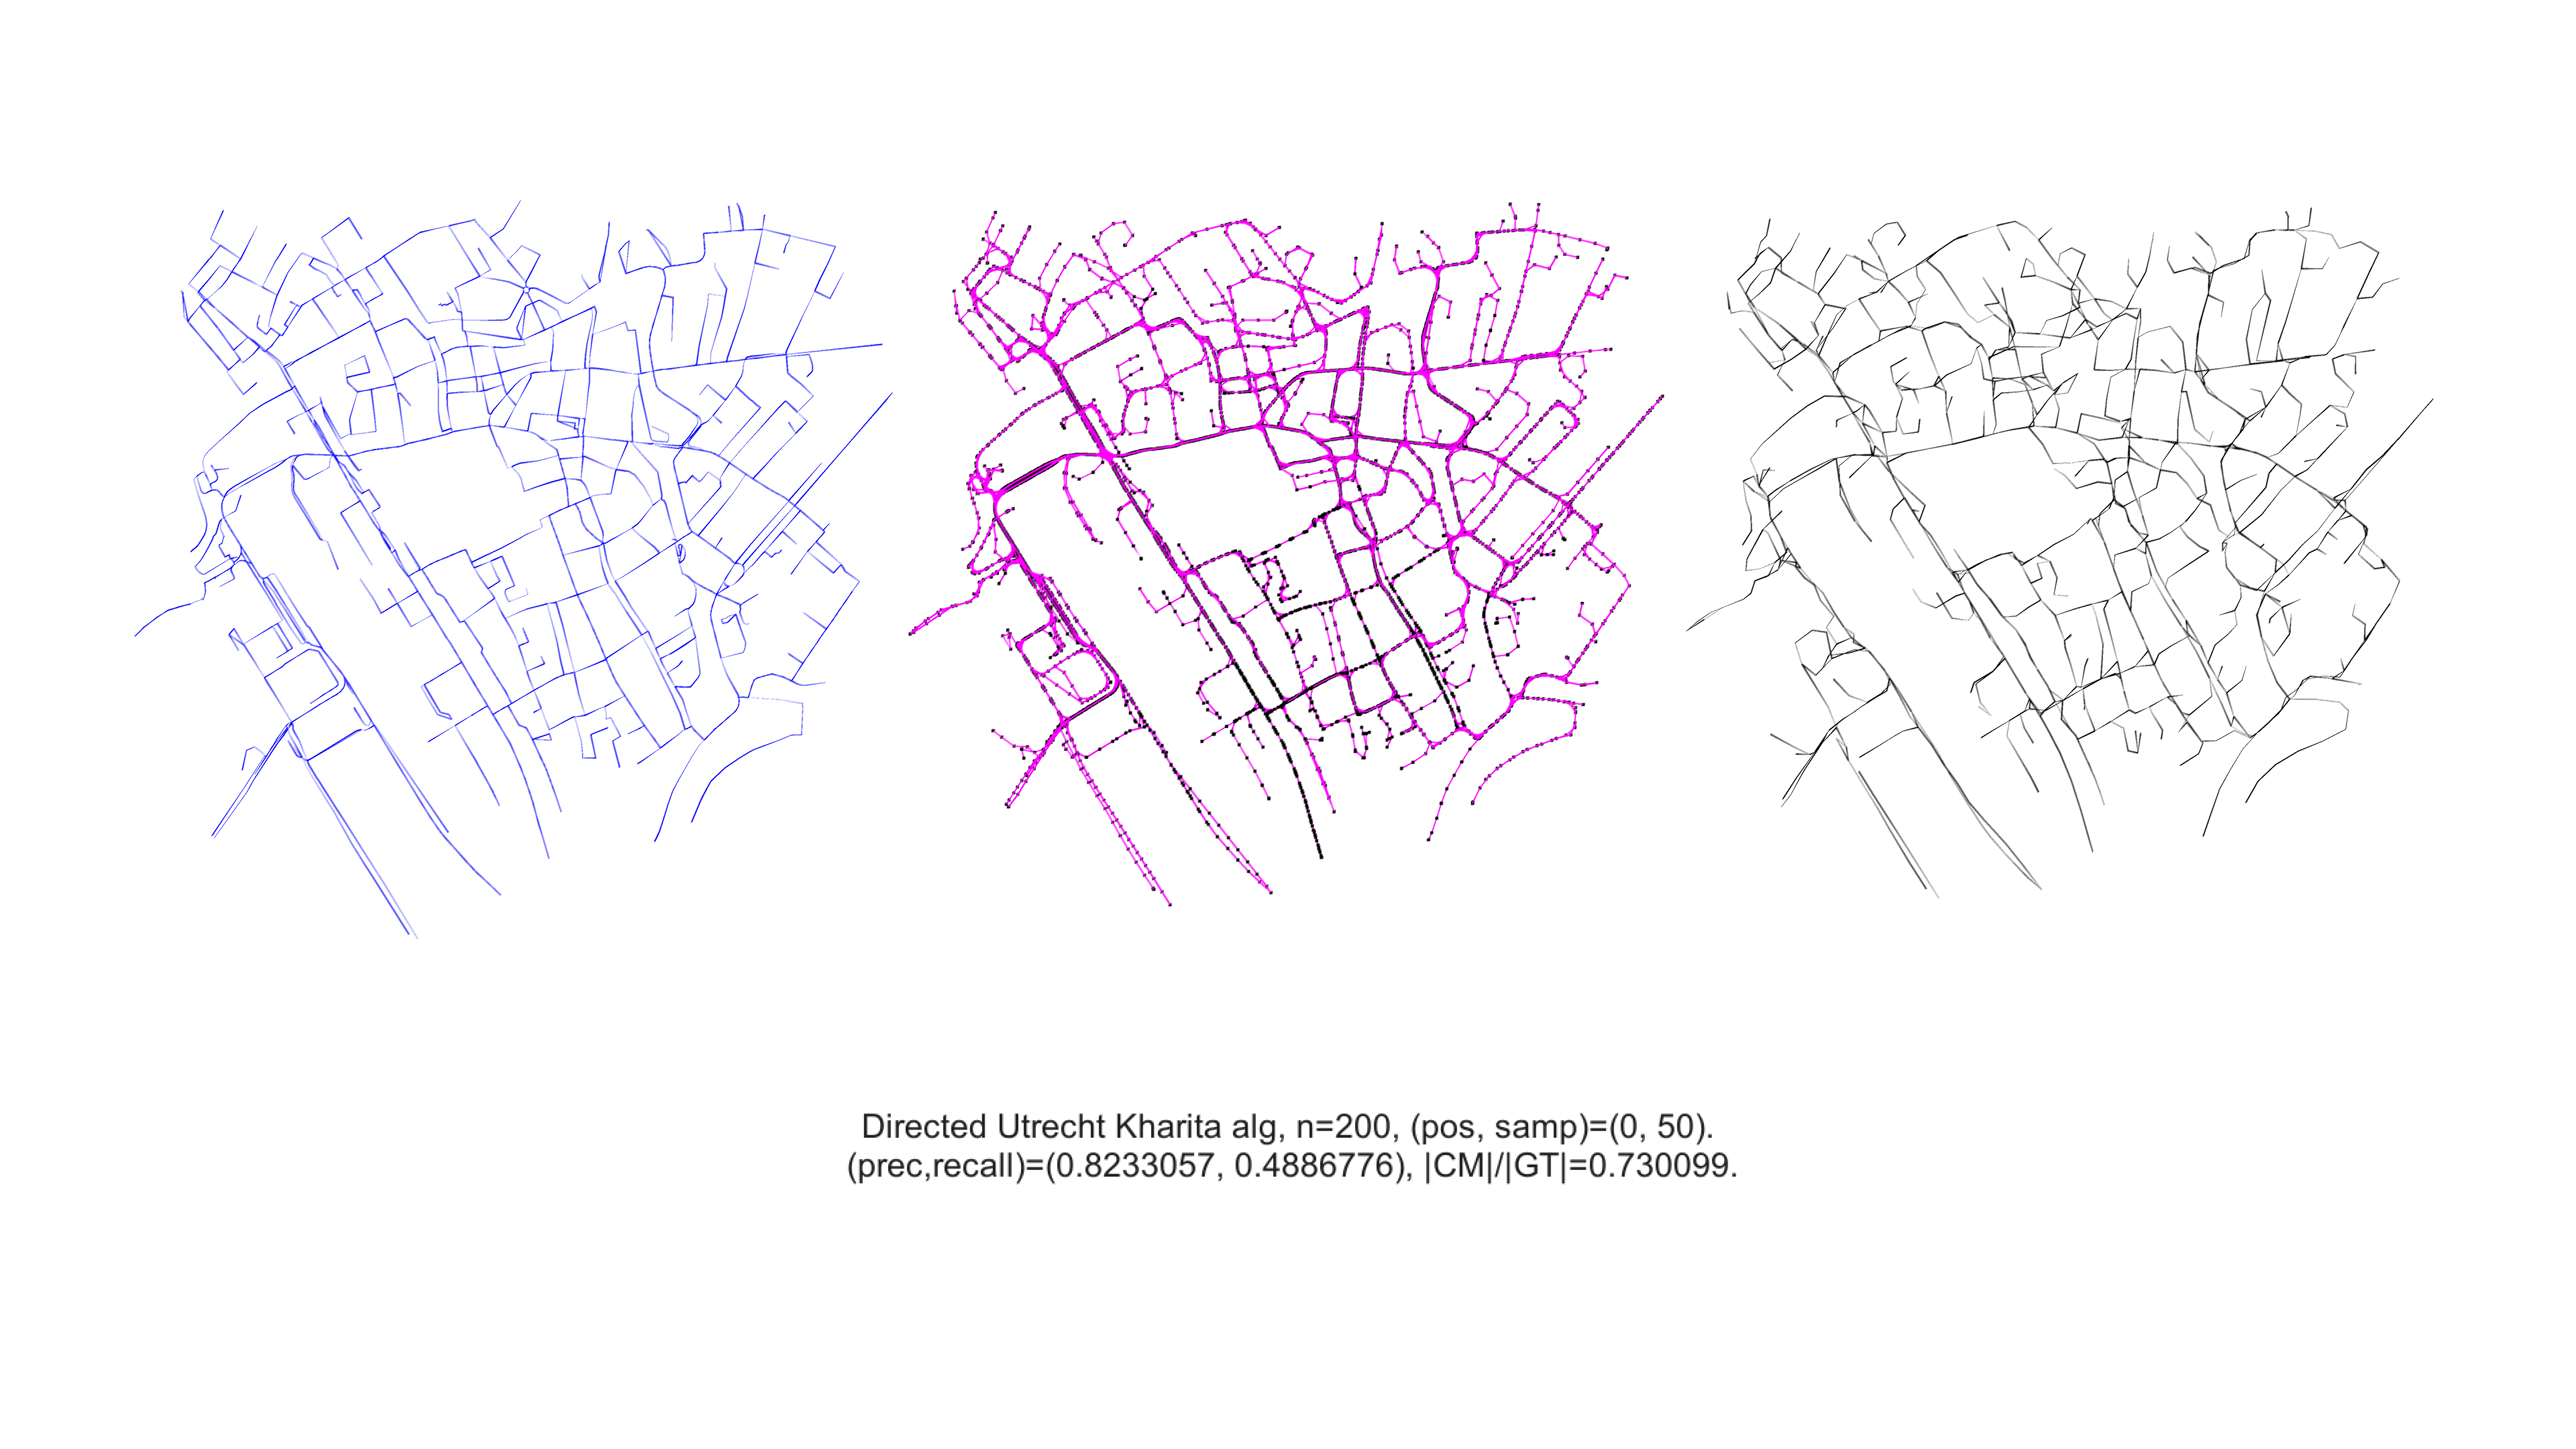 Directed Utrecht Kharita alg, n=200, (pos, samp)=(0, 50).
(prec,recall)=(0.8233057, 0.4886776), |CM|/|GT|=0.730099.